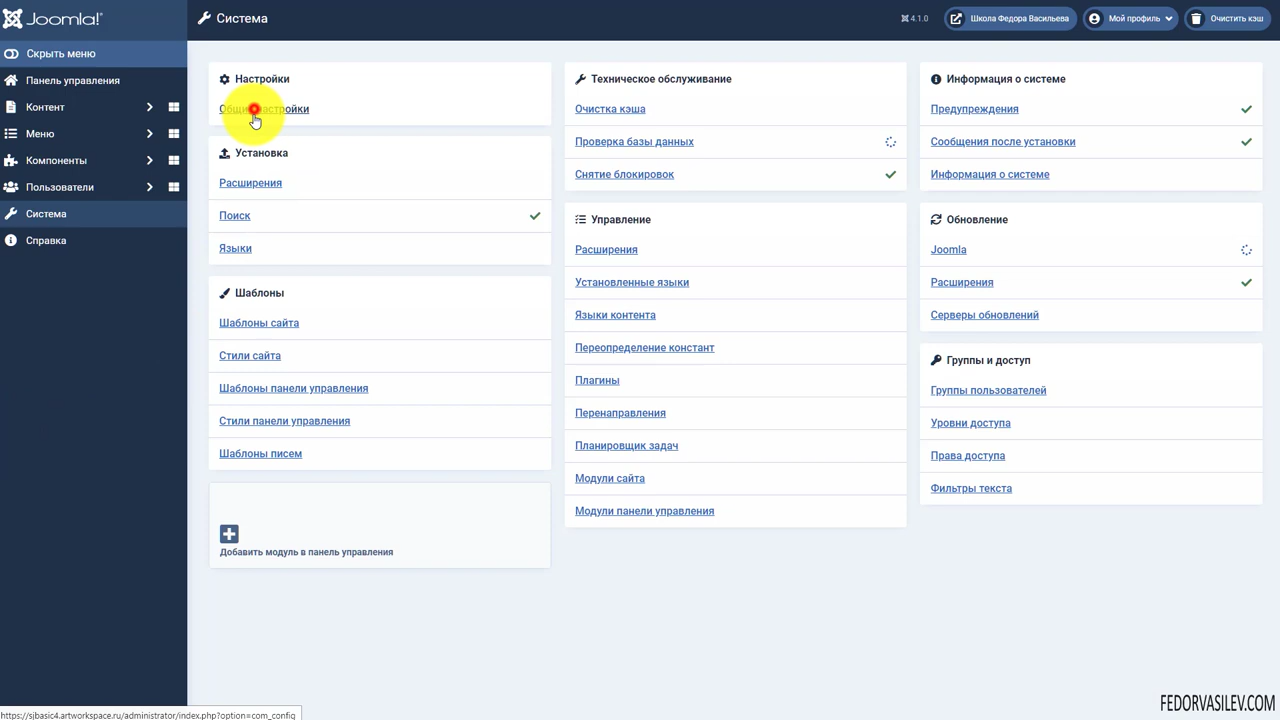 Joomla!®
Система
4.1.0
Школа Федора Васильева
Мой профиль
Очистить кэш
Скрыть меню
Панель управления
Контент
Меню
Компоненты
Пользователи
Система
Справка
Настройки
Общие настройки
Установка
Расширения
Поиск
Языки
Шаблоны
Шаблоны сайта
Стили сайта
Шаблоны панели управления
Стили панели управления
Шаблоны писем
Добавить модуль в панель управления
Техническое обслуживание
Очистка кэша
Проверка базы данных
Снятие блокировок
Управление
Расширения
Установленные языки
Языки контента
Переопределение констант
Плагины
Перенаправления
Планировщик задач
Модули сайта
Модули панели управления
Информация о системе
Предупреждения
Сообщения после установки
Информация о системе
Обновление
Joomla
Расширения
Серверы обновлений
Группы и доступ
Группы пользователей
Уровни доступа
Права доступа
Фильтры текста
FEDORVASILEV.COM
https://sjbasic4.artworkspace.ru/administrator/index.php?option=com_config